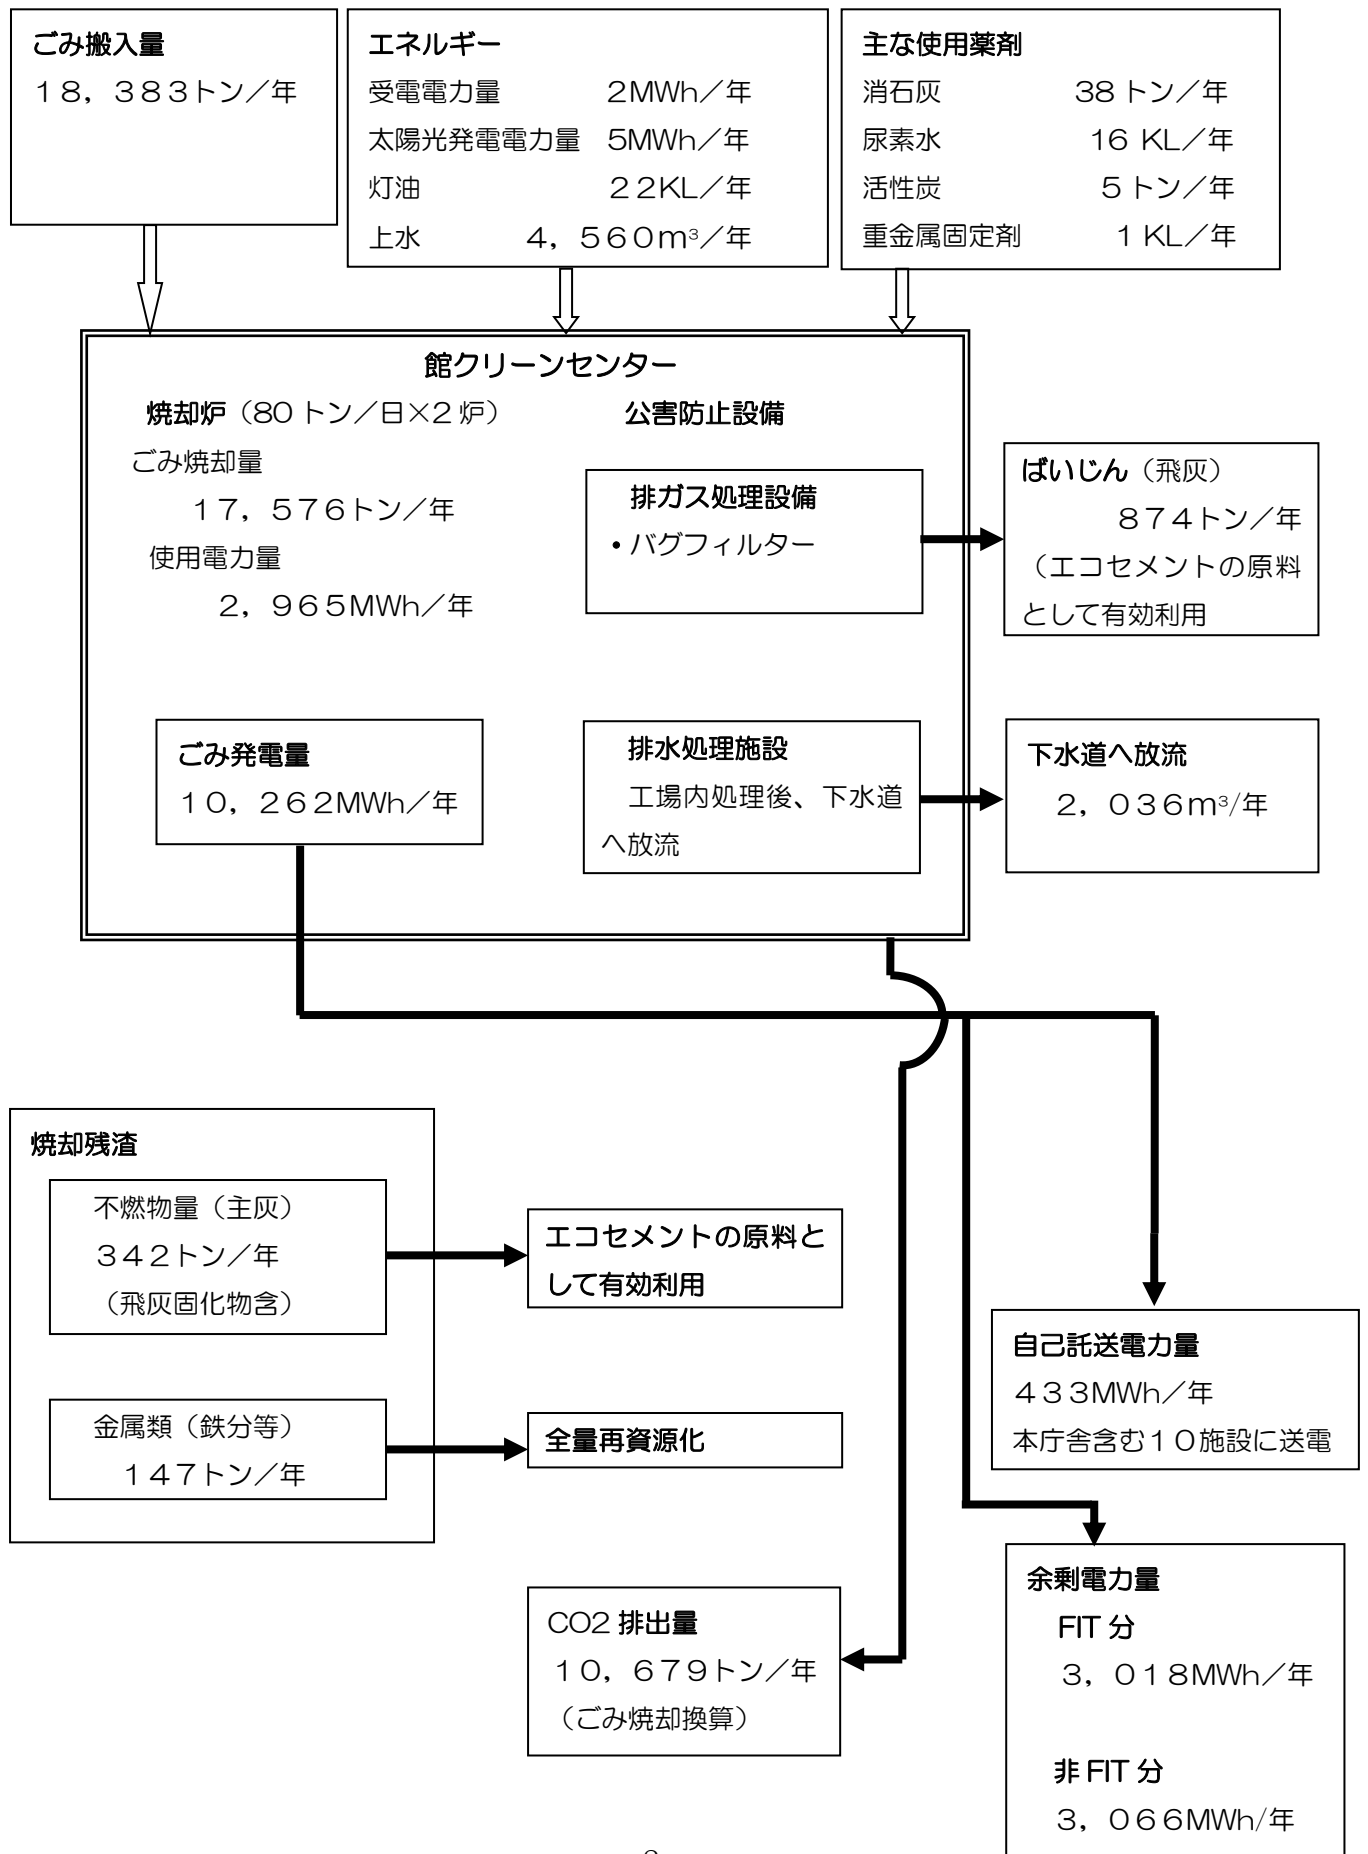 ごみ搬入量
18，383トン／年
エネルギー
受電電力量 2MWh／年
太陽光発電電力量 5MWh／年
灯油 22KL／年
上水 4，560m³／年
主な使用薬剤
消石灰 38トン／年
尿素水 16 KL／年
活性炭 5トン／年
重金属固定剤 1KL／年
館クリーンセンター
焼却炉（80トン／日×2炉）
ごみ焼却量
17，576トン／年
使用電力量
2，965MWh／年
公害防止設備
排ガス処理設備
・バグフィルター
ばいじん（飛灰）
874トン／年
（エコセメントの原料
として有効利用
ごみ発電量
10，262MWh／年
排水処理施設
工場内処理後、下水道
へ放流
下水道へ放流
2，036m³/年
焼却残渣
不燃物量（主灰）
342トン／年
（飛灰固化物含）
エコセメントの原料と
して有効利用
金属類（鉄分等）
147トン／年
全量再資源化
自己託送電力量
433MWh／年
本庁舎含む10施設に送電
CO2排出量
10，679トン／年
（ごみ焼却換算）
余剰電力量
FIT分
3，018MWh／年
非FIT分
3，066MWh/年